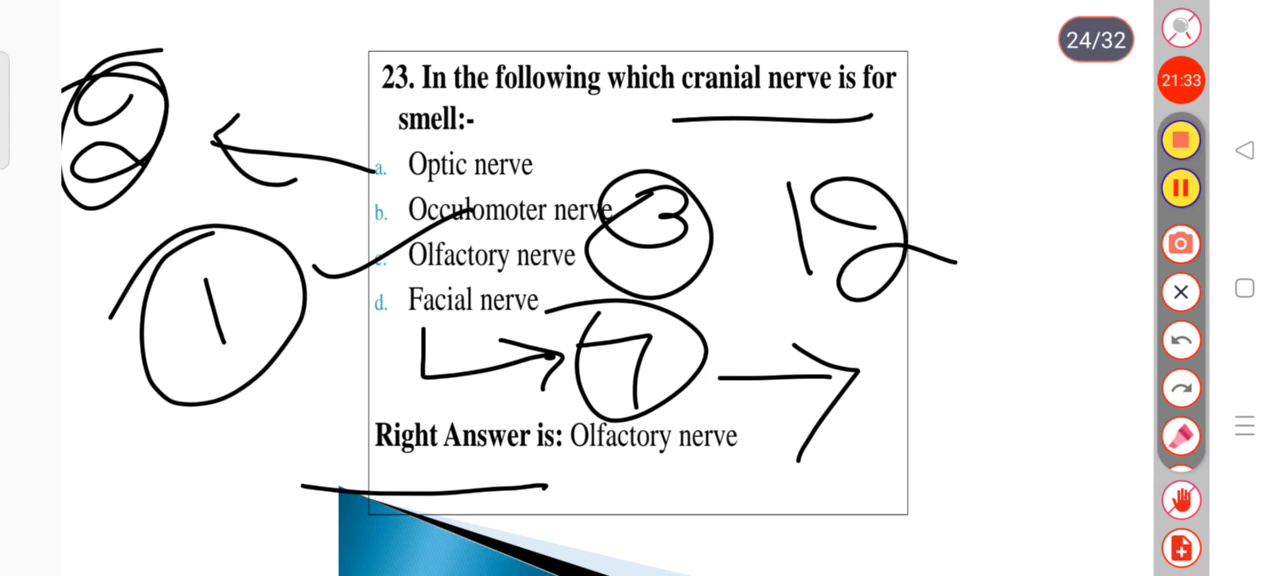 24/32
21:33
23. In the following which cranial nerve is for
smell:-
a. Optic nerve
b. Occulomoter nerve 3
c. Olfactory nerve
d. Facial nerve
12
1
7
Right Answer is: Olfactory nerve